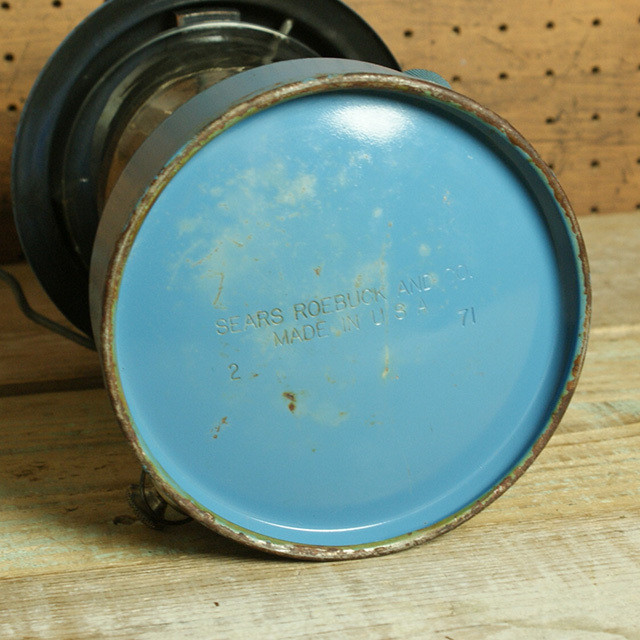 SEARS ROEBUCK AND CO.
MADE IN U S A 71
2